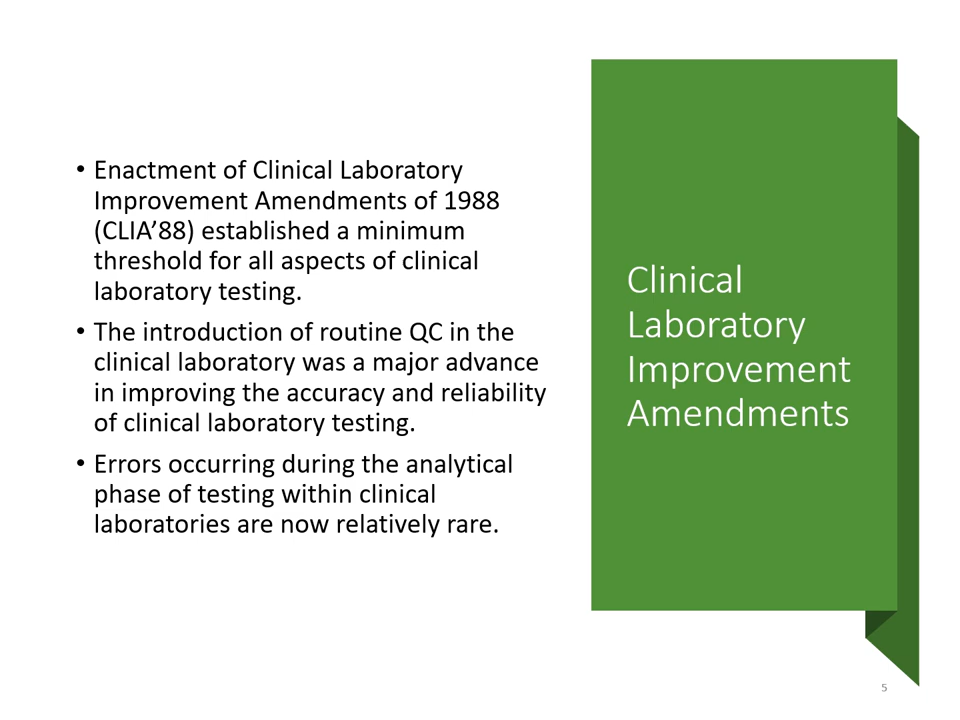 • Enactment of Clinical Laboratory
Improvement Amendments of 1988
(CLIA’88) established a minimum
threshold for all aspects of clinical
laboratory testing.
• The introduction of routine QC in the
clinical laboratory was a major advance
in improving the accuracy and reliability
of clinical laboratory testing.
• Errors occurring during the analytical
phase of testing within clinical
laboratories are now relatively rare.
Clinical
Laboratory
Improvement
Amendments
5